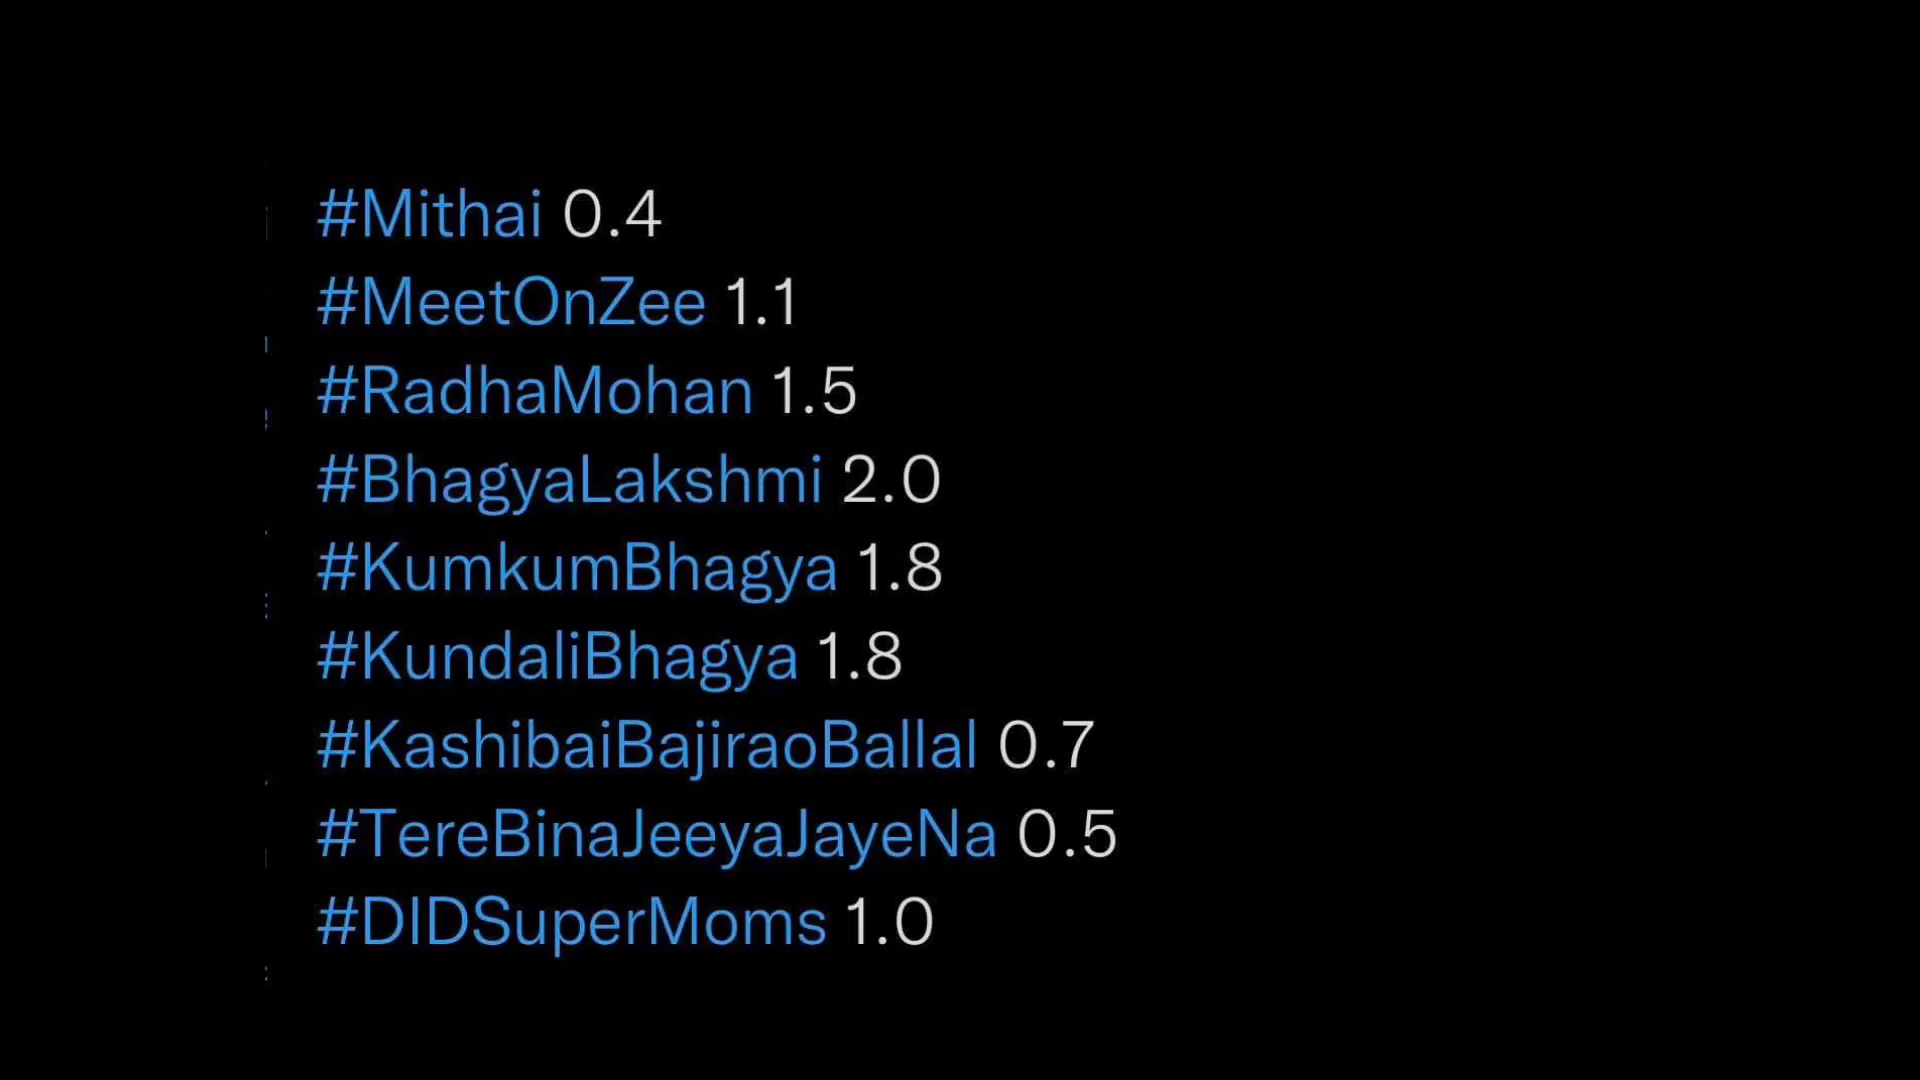 #Mithai 0.4
#MeetOnZee 1.1
#RadhaMohan 1.5
#BhagyaLakshmi 2.0
#KumkumBhagya 1.8
#KundaliBhagya 1.8
#KashibaiBajiraoBallal 0.7
#TereBinaJeeyaJayeNa 0.5
#DIDSuperMoms 1.0